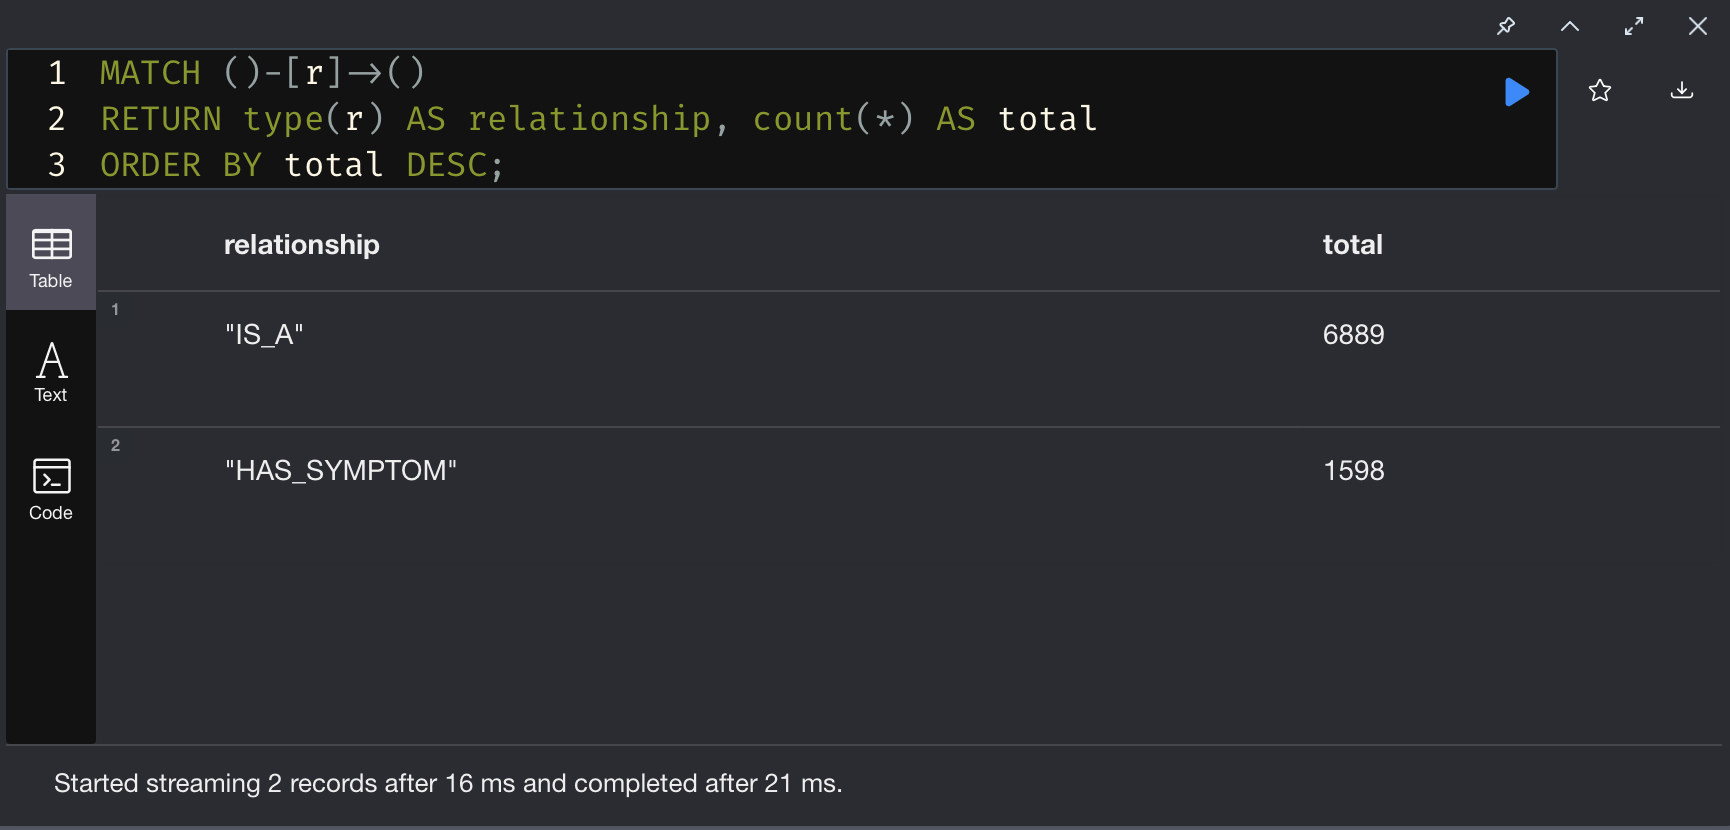 1 MATCH ()-[r]->()
2 RETURN type(r) AS relationship, count(*) AS total
3 ORDER BY total DESC;
relationship total
Table
1 "IS_A" 6889
Text
2 "HAS_SYMPTOM" 1598
Code
Started streaming 2 records after 16 ms and completed after 21 ms.